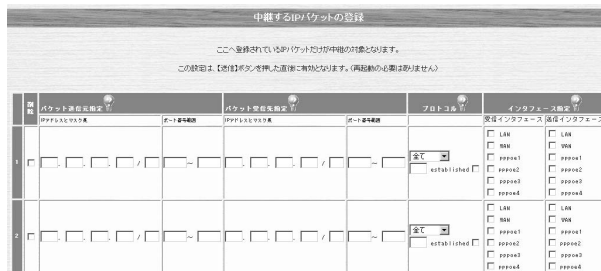 中継するIPパケットの登録
ここへ登録されているIPパケットだけが中継の対象となります。
この設定は、【送信】ボタンを押した直後に有効となります。(再起動の必要はありません)
削除 パケット送信元指定 パケット受信先指定 プロトコル インタフェース指定
IPアドレスとマスク長 ポート番号範囲 IPアドレスとマスク長 ポート番号範囲 受信インタフェース 送信インタフェース
1 . . . / ~ . . . / ~ 全て established
LAN LAN
WAN WAN
pppoe1 pppoe1
pppoe2 pppoe2
pppoe3 pppoe3
pppoe4 pppoe4
2 . . . / ~ . . . / ~ 全て established
LAN LAN
WAN WAN
pppoe1 pppoe1
pppoe2 pppoe2
pppoe3 pppoe3
pppoe4 pppoe4